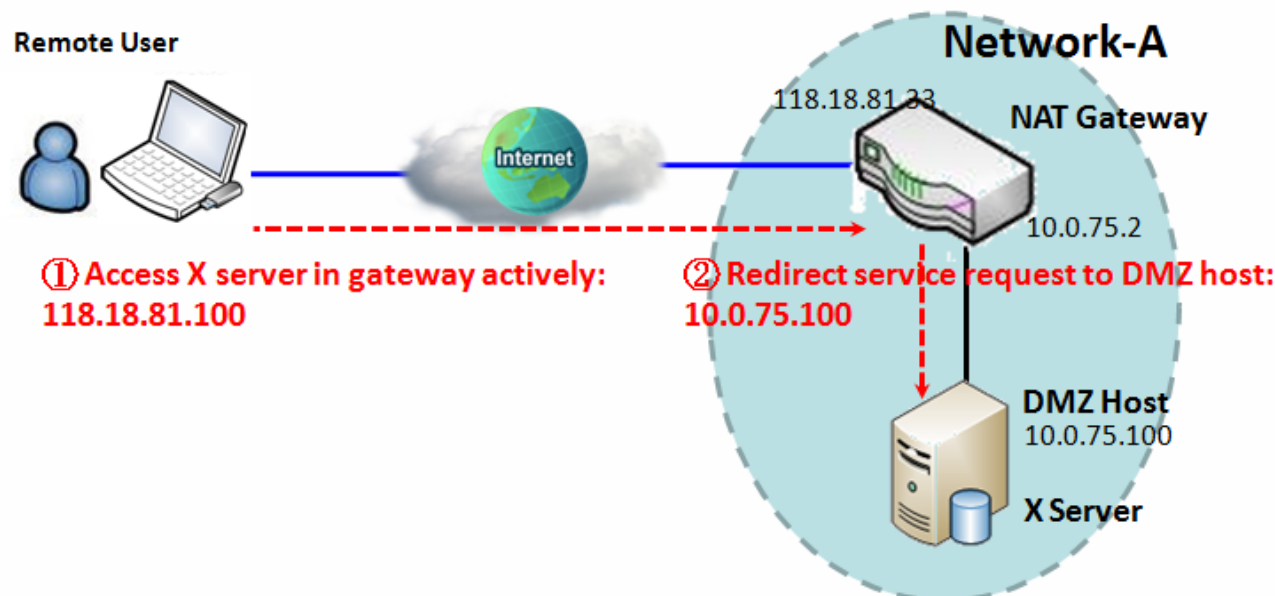 Remote User
Network-A
118.18.81.33
NAT Gateway
Internet
10.0.75.2
① Access X server in gateway actively:
118.18.81.100
② Redirect service request to DMZ host:
10.0.75.100
DMZ Host
10.0.75.100
X Server